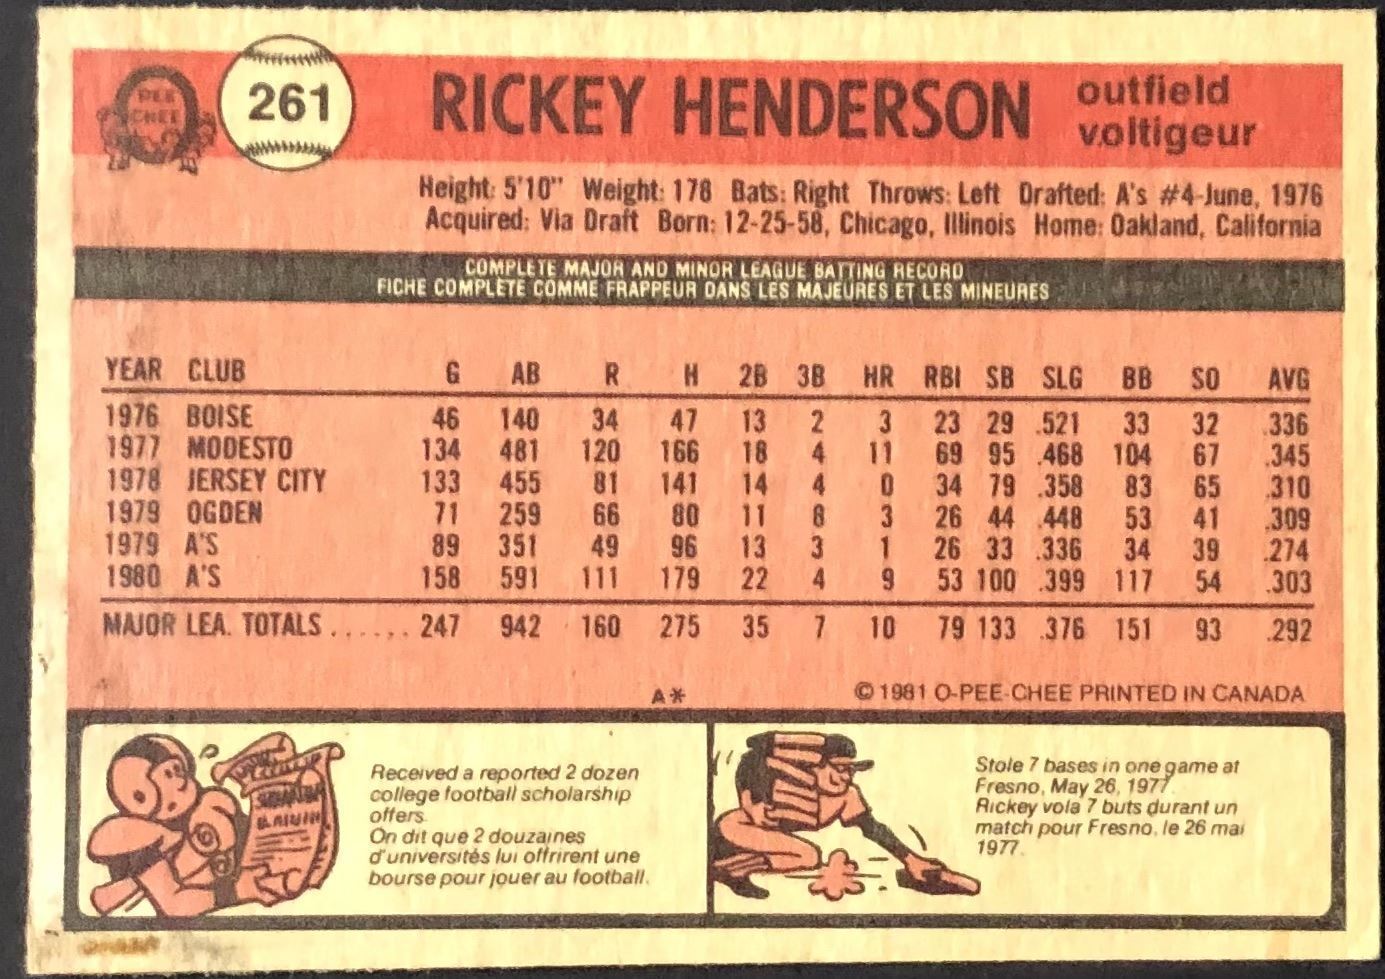 O PEE CHEE
261
RICKEY HENDERSON
outfield
voltigeur
Height: 5'10" Weight: 178 Bats: Right Throws: Left Drafted: A's #4-June, 1976
Acquired: Via Draft Born: 12-25-58, Chicago, Illinois Home: Oakland, California
COMPLETE MAJOR AND MINOR LEAGUE BATTING RECORD
FICHE COMPLÈTE COMME FRAPPEUR DANS LES MAJEURES ET LES MINEURES
YEAR CLUB G AB R H 2B 3B HR RBI SB SLG BB SO AVG
1976 BOISE 46 140 34 47 13 2 3 23 29 .521 33 32 .336
1977 MODESTO 134 481 120 166 18 4 11 69 95 .468 104 67 .345
1978 JERSEY CITY 133 455 81 141 14 4 0 34 79 .358 83 65 .310
1979 OGDEN 71 259 66 80 11 8 3 26 44 .448 53 41 .309
1979 A'S 89 351 49 96 13 3 1 26 33 .336 34 39 .274
1980 A'S 158 591 111 179 22 4 9 53 100 .399 117 54 .303
MAJOR LEA. TOTALS ...... 247 942 160 275 35 7 10 79 133 .376 151 93 .292
A*
© 1981 O-PEE-CHEE PRINTED IN CANADA
Received a reported 2 dozen
college football scholarship
offers.
On dit que 2 douzaines
d'universités lui offrirent une
bourse pour jouer au football.
Stole 7 bases in one game at
Fresno, May 26, 1977.
Rickey vola 7 buts durant un
match pour Fresno, le 26 mai
1977.